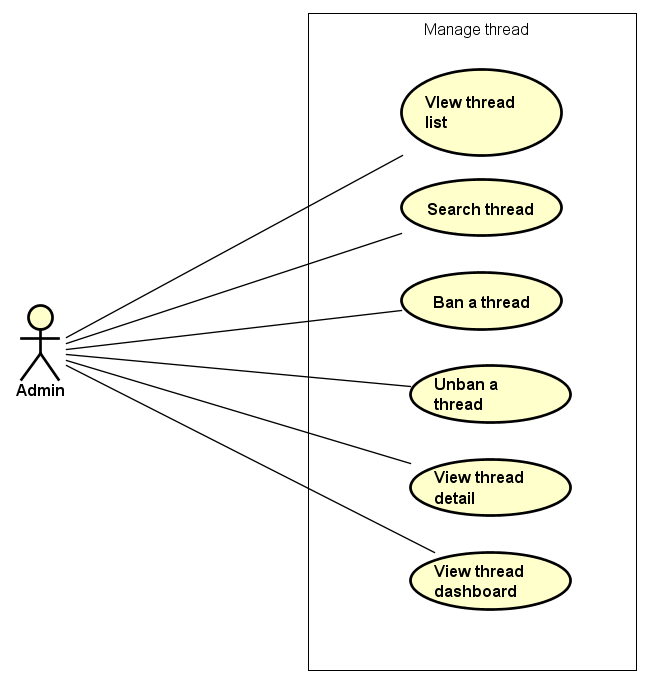 Manage thread
VIew thread
list
Search thread
Ban a thread
Admin
Unban a
thread
View thread
detail
View thread
dashboard